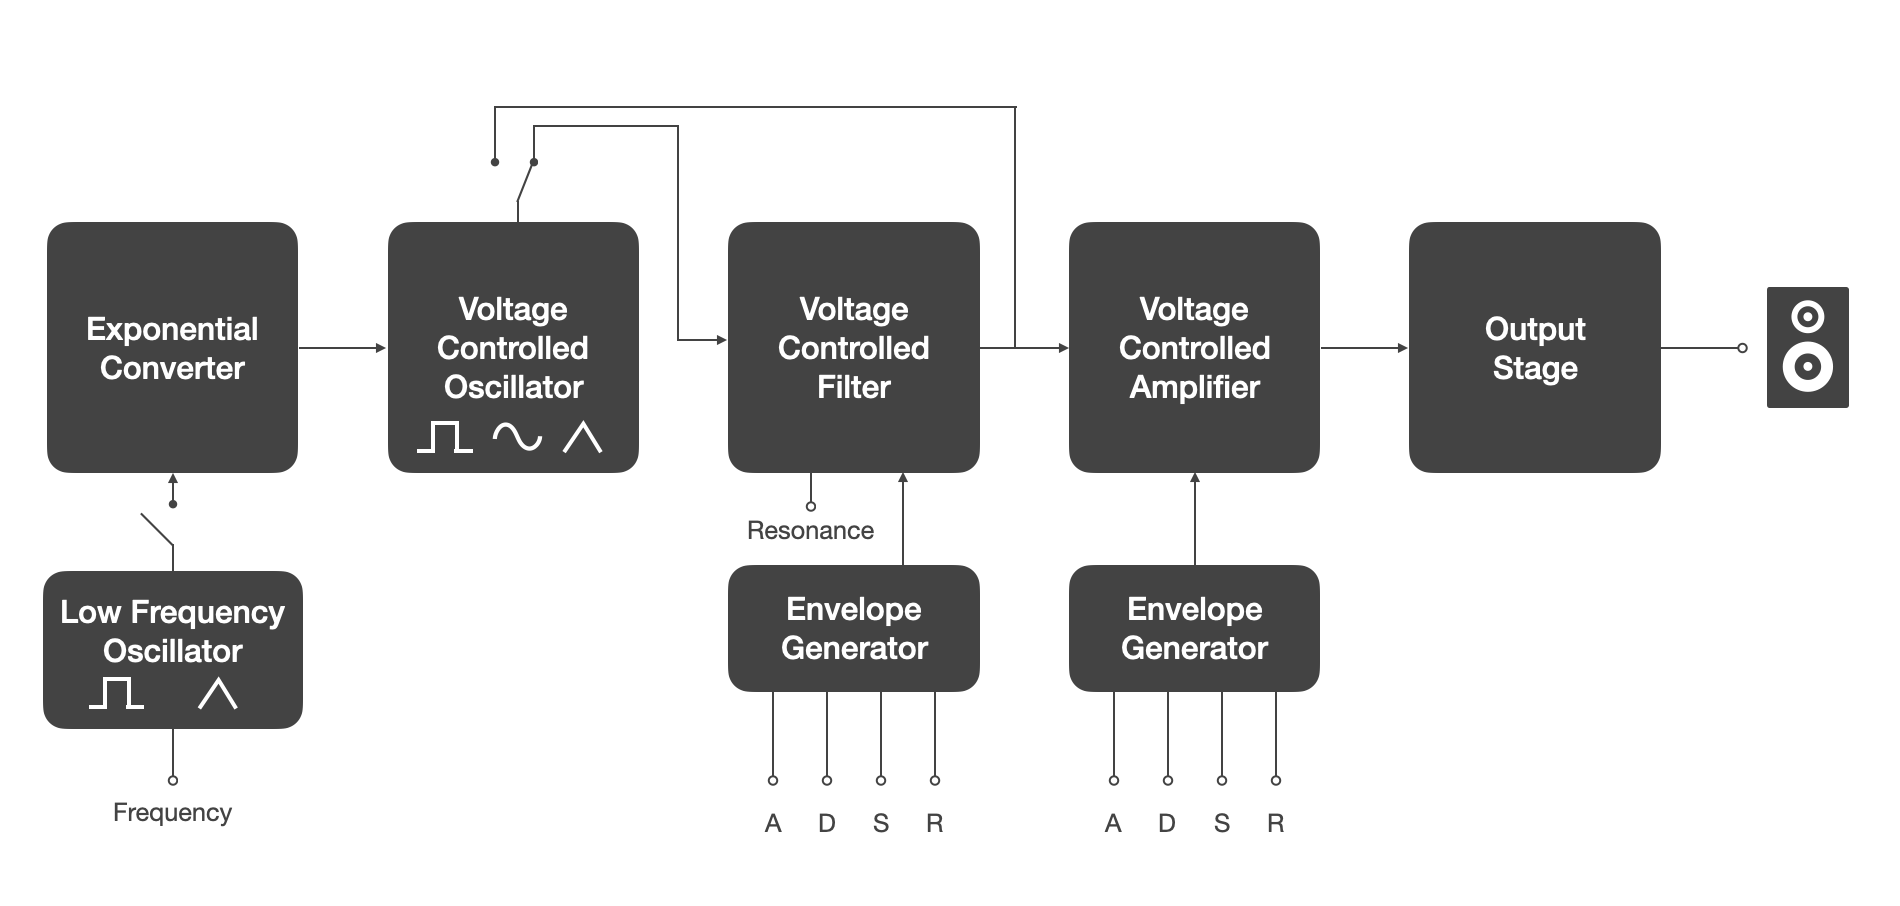 Exponential
Converter
Voltage
Controlled
Oscillator
Voltage
Controlled
Filter
Voltage
Controlled
Amplifier
Output
Stage
Resonance
Low Frequency
Oscillator
Envelope
Generator
Envelope
Generator
Frequency
A D S R
A D S R